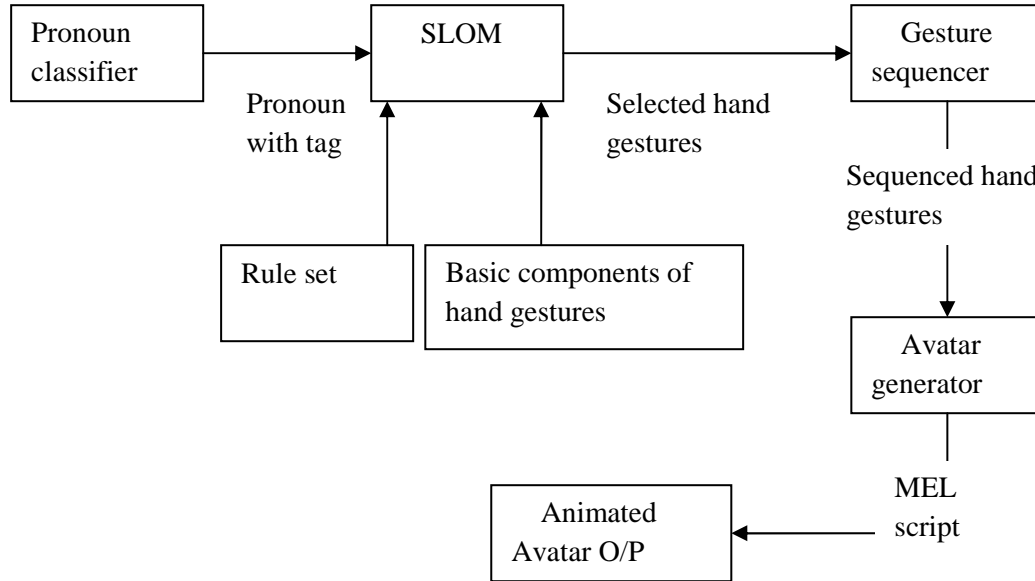 Pronoun
classifier
SLOM
Gesture
sequencer
Pronoun
with tag
Selected hand
gestures
Sequenced hand
gestures
Rule set
Basic components of
hand gestures
Avatar
generator
MEL
script
Animated
Avatar O/P